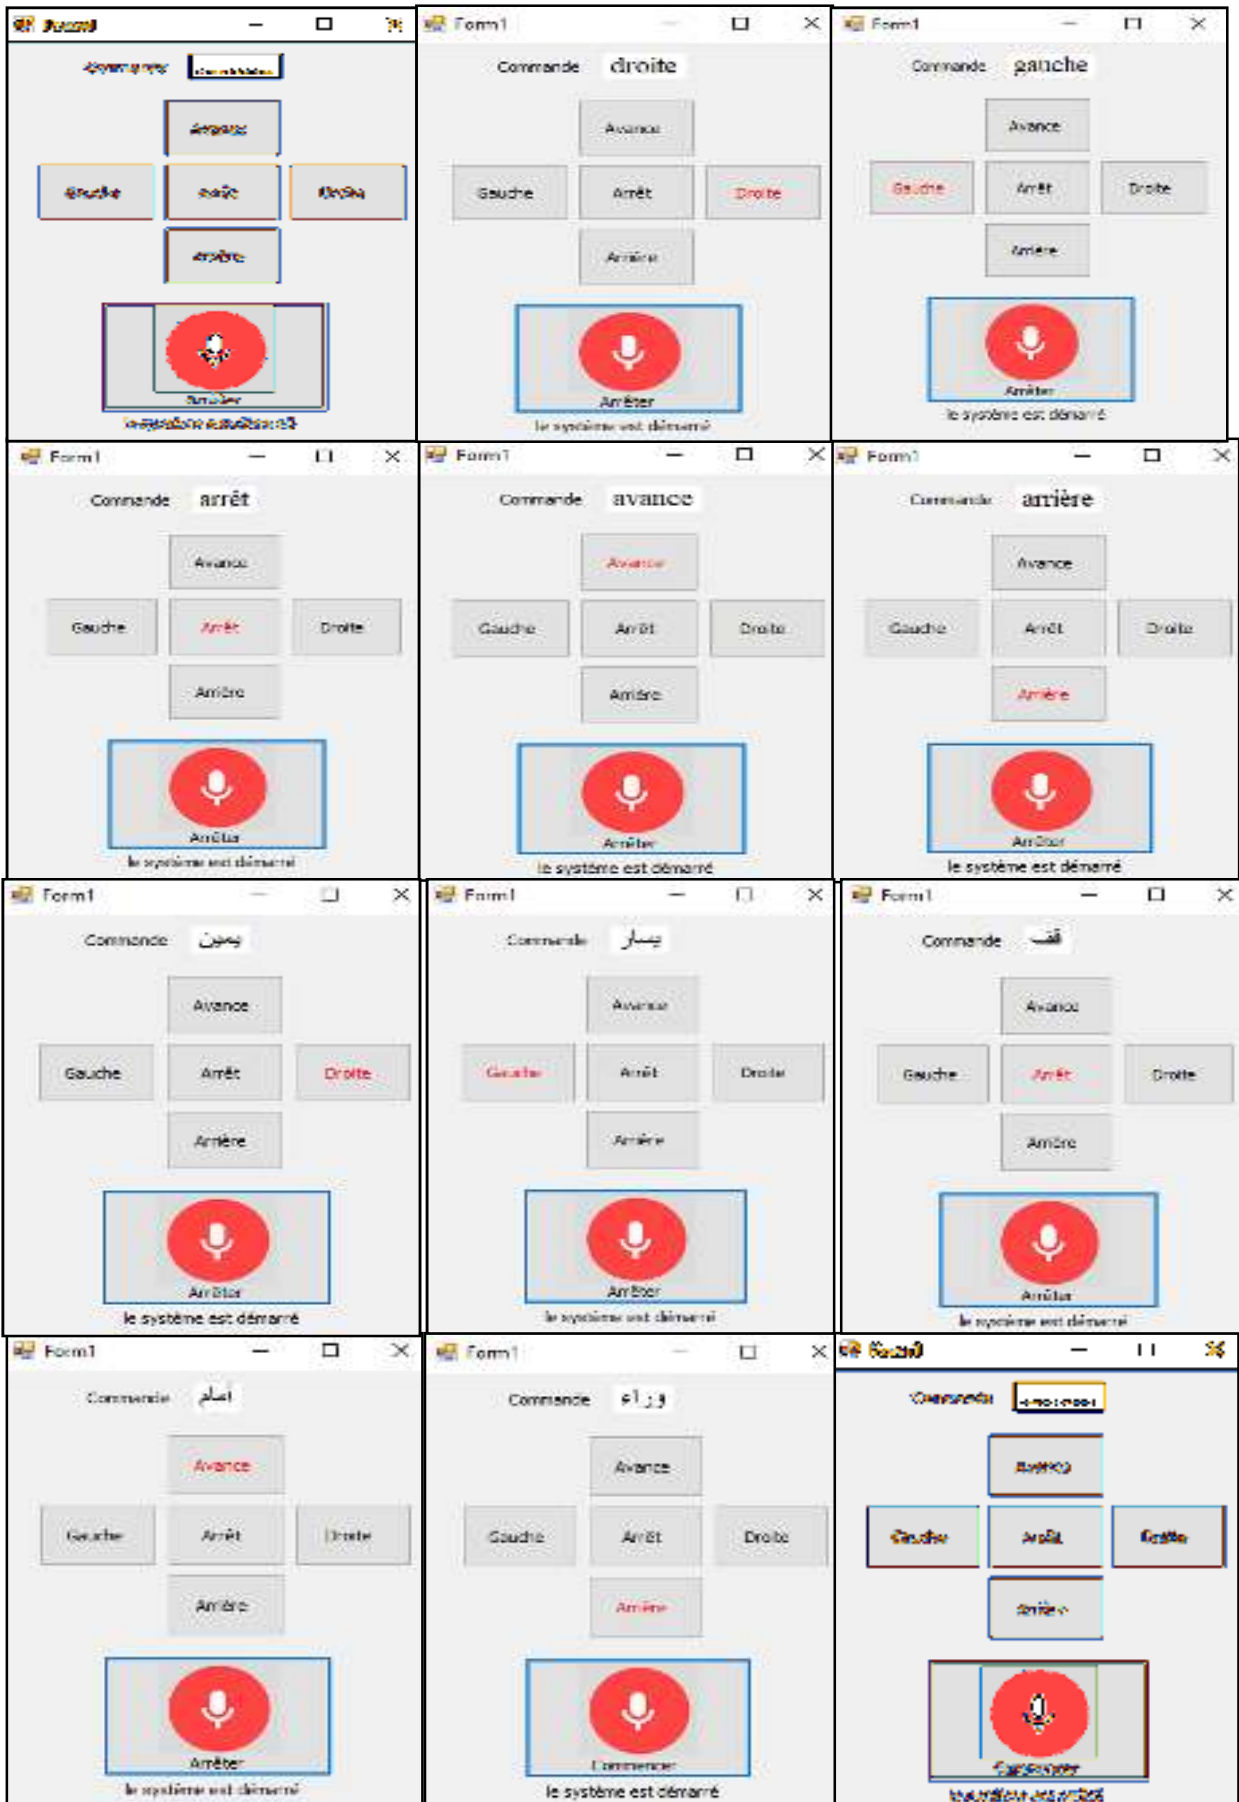 Form1
Commande droite
Avance
Gauche Arrêt Droite
Arrière
Arrêter
le système est démarré
Form1
Commande gauche
Avance
Gauche Arrêt Droite
Arrière
Arrêter
le système est démarré
Form1
Commande arrêt
Avance
Gauche Arrêt Droite
Arrière
Arrêter
le système est démarré
Form1
Commande avance
Avance
Gauche Arrêt Droite
Arrière
Arrêter
le système est démarré
Form1
Commande arrière
Avance
Gauche Arrêt Droite
Arrière
Arrêter
le système est démarré
Form1
Commande يمين
Avance
Gauche Arrêt Droite
Arrière
Arrêter
le système est démarré
Form1
Commande يسار
Avance
Gauche Arrêt Droite
Arrière
Arrêter
le système est démarré
Form1
Commande قف
Avance
Gauche Arrêt Droite
Arrière
Arrêter
le système est démarré
Form1
Commande أمام
Avance
Gauche Arrêt Droite
Arrière
Arrêter
le système est démarré
Form1
Commande وراء
Avance
Gauche Arrêt Droite
Arrière
Commencer
le système est démarré
Commande
Avance
Gauche Arrêt Droite
Arrière